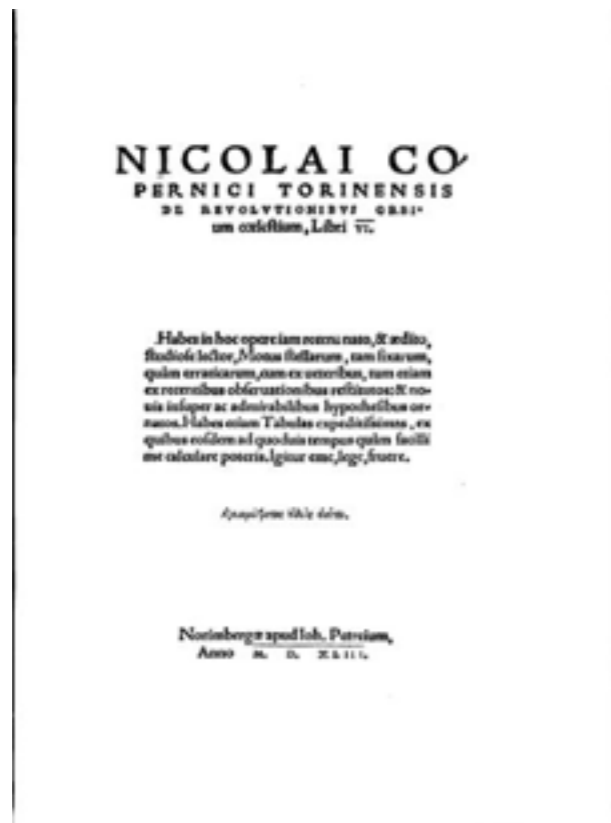 NICOLAI CO
PERNICI TORINENSIS
DE REVOLVTIONIBVS ORBI-
um cœlestium, Libri VI.
Habes in hoc opere iam recens nato, & ædito,
studiose lector, Motus stellarum, tam fixarum,
quàm erraticarum, cum ex ueteribus, tum etiam
ex recentibus obseruationibus restitutos: & no-
uis insuper ac admirabilibus hypothesibus or-
natos. Habes etiam Tabulas expeditissimas, ex
quibus eosdem ad quoduis tempus quàm facilli
me calculare poteris. Igitur eme, lege, fruere.
Norimbergæ apud Ioh. Petreium,
Anno M. D. XLIII.